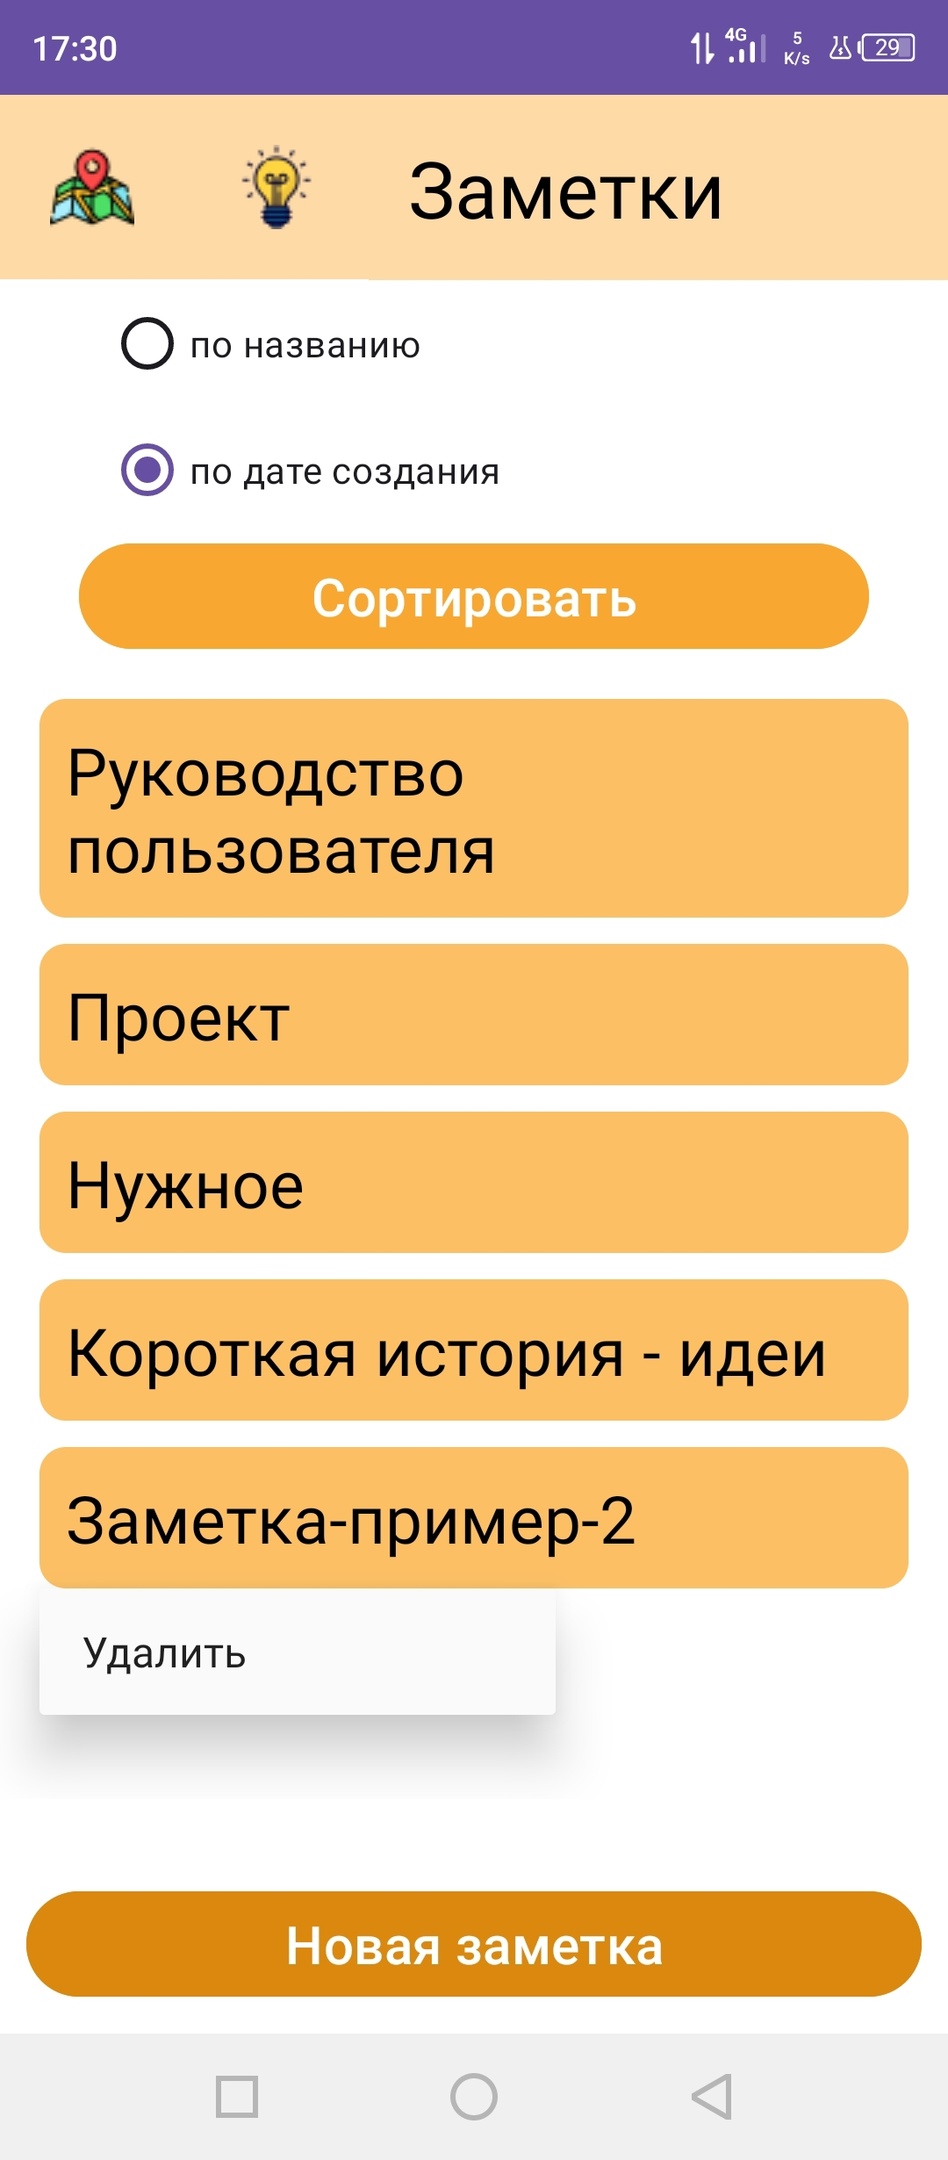 17:30
4G
5
K/s
29
Заметки
по названию
по дате создания
Сортировать
Руководство
пользователя
Проект
Нужное
Короткая история - идеи
Заметка-пример-2
Удалить
Новая заметка